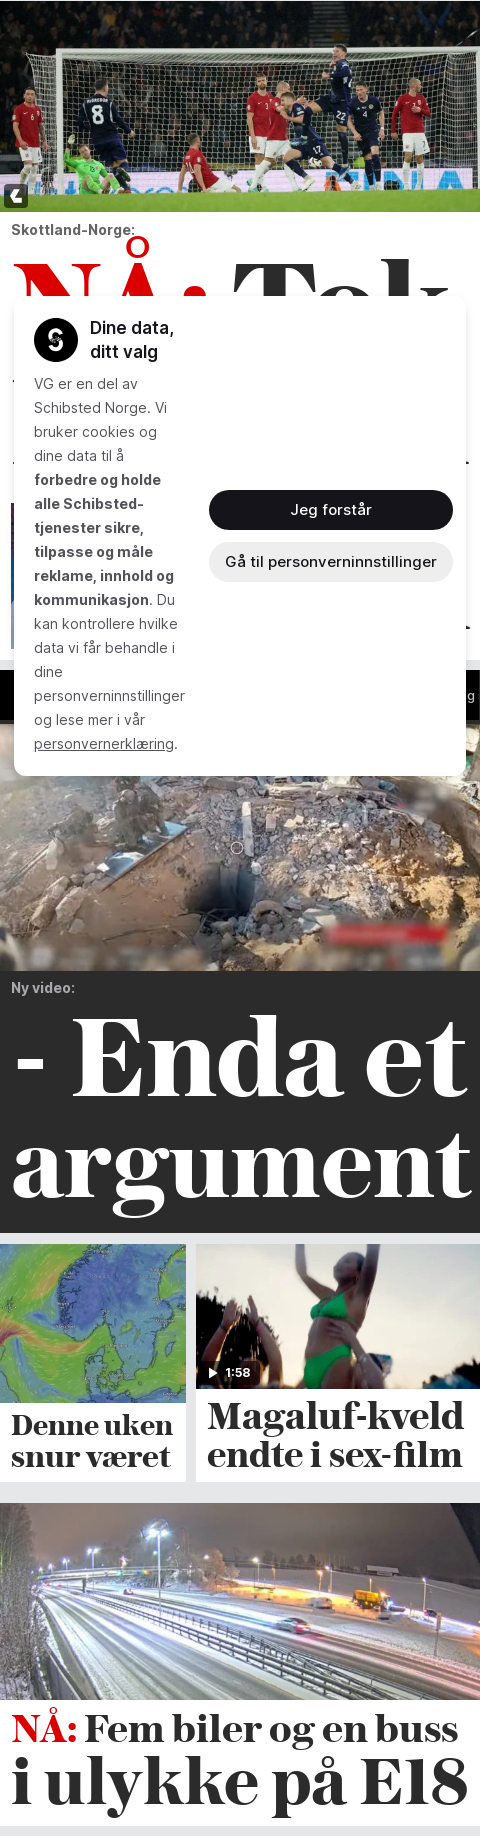 Skottland-Norge:
NÅ:
Dine data,
ditt valg
VG er en del av
Schibsted Norge. Vi
bruker cookies og
dine data til å
forbedre og holde
alle Schibsted-
tjenester sikre,
tilpasse og måle
reklame, innhold og
kommunikasjon. Du
kan kontrollere hvilke
data vi får behandle i
dine
personverninnstillinger
og lese mer i vår
personvernerklæring.
Jeg forstår
Gå til personverninnstillinger
Ny video:
- Enda et
argument
Denne uken
snur været
1:58
Magaluf-kveld
endte i sex-film
NÅ: Fem biler og en buss
i ulykke på E18